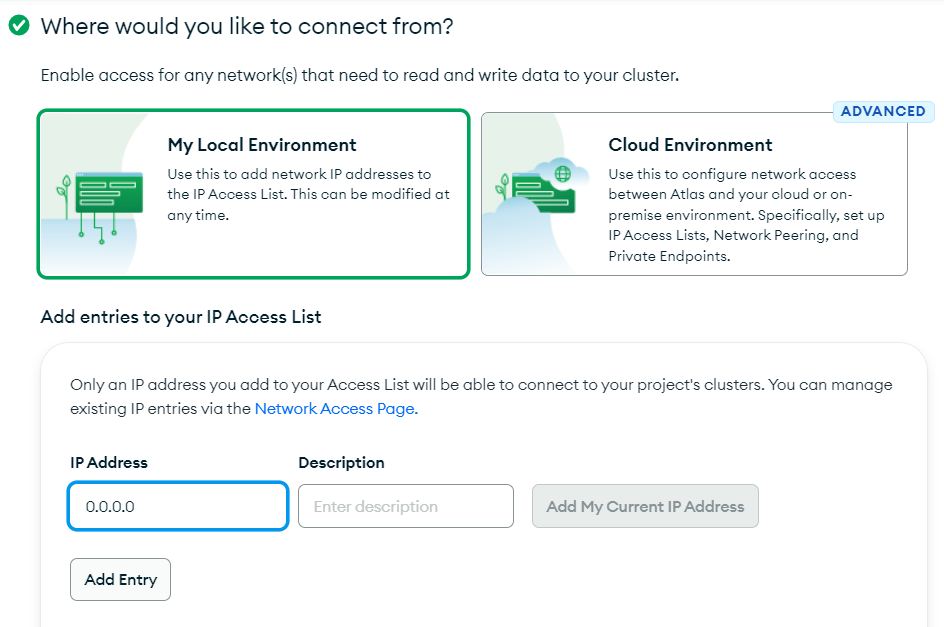 Where would you like to connect from?
Enable access for any network(s) that need to read and write data to your cluster.
ADVANCED
My Local Environment
Use this to add network IP addresses to
the IP Access List. This can be modified at
any time.
Cloud Environment
Use this to configure network access
between Atlas and your cloud or on-
premise environment. Specifically, set up
IP Access Lists, Network Peering, and
Private Endpoints.
Add entries to your IP Access List
Only an IP address you add to your Access List will be able to connect to your project's clusters. You can manage
existing IP entries via the Network Access Page.
IP Address
Description
0.0.0.0
Enter description
Add My Current IP Address
Add Entry